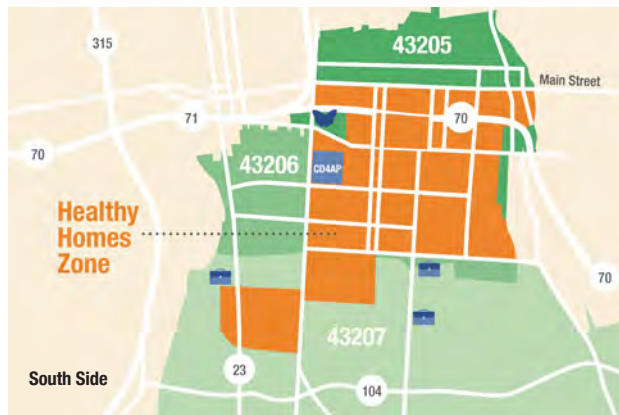 315
43205
Main Street
71
70
70
43206
CD4AP
Healthy
Homes
Zone
70
43207
South Side
23
104